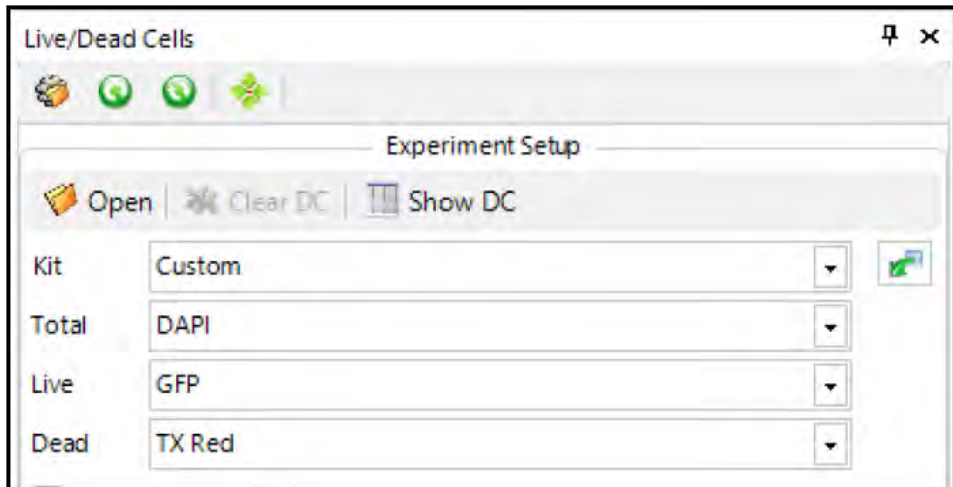 Live/Dead Cells
Experiment Setup
Open Clear DC Show DC
Kit Custom
Total DAPI
Live GFP
Dead TX Red